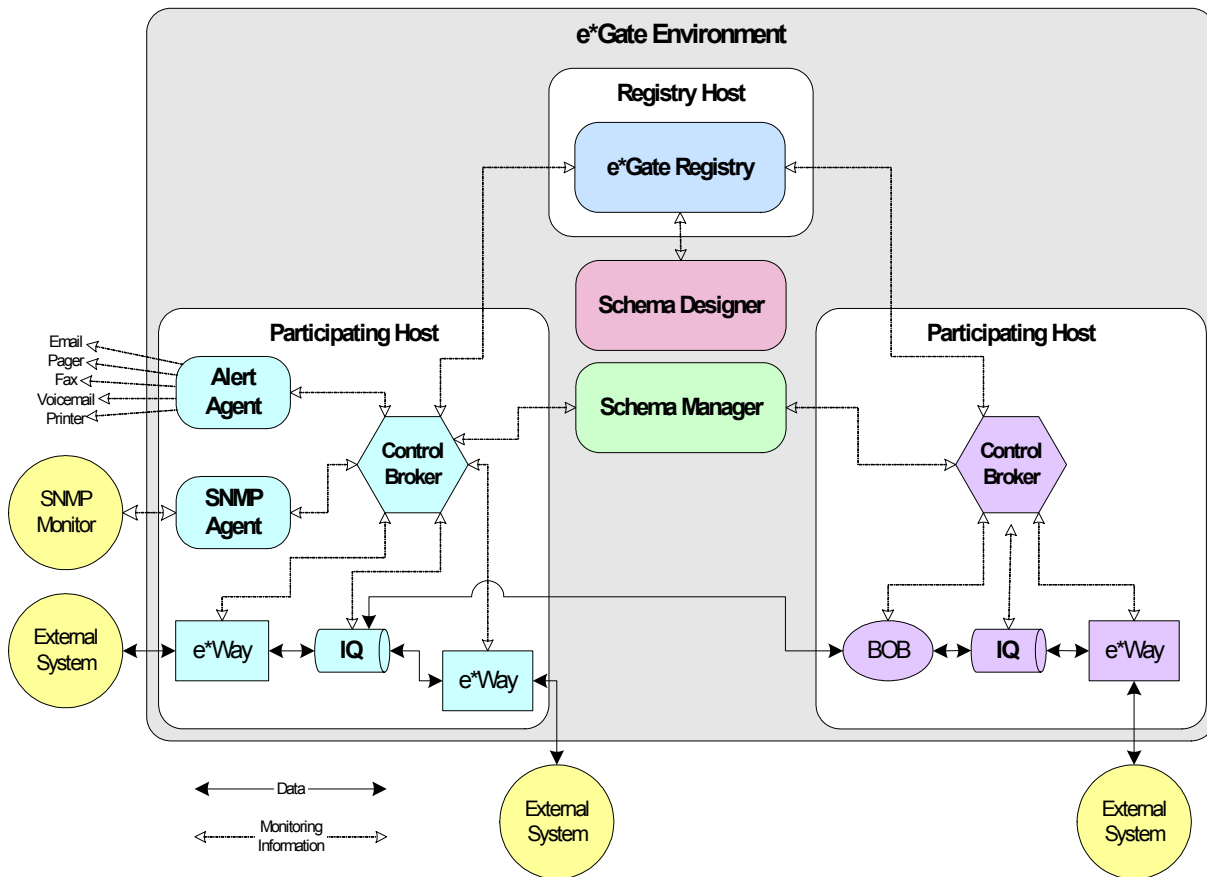 e*Gate Environment
Registry Host
e*Gate Registry
Schema Designer
Schema Manager
Participating Host
Email
Pager
Fax
Voicemail
Printer
Alert
Agent
Control
Broker
SNMP
Monitor
SNMP
Agent
External
System
e*Way
IQ
e*Way
Participating Host
Control
Broker
BOB
IQ
e*Way
Data
Monitoring
Information
External
System
External
System